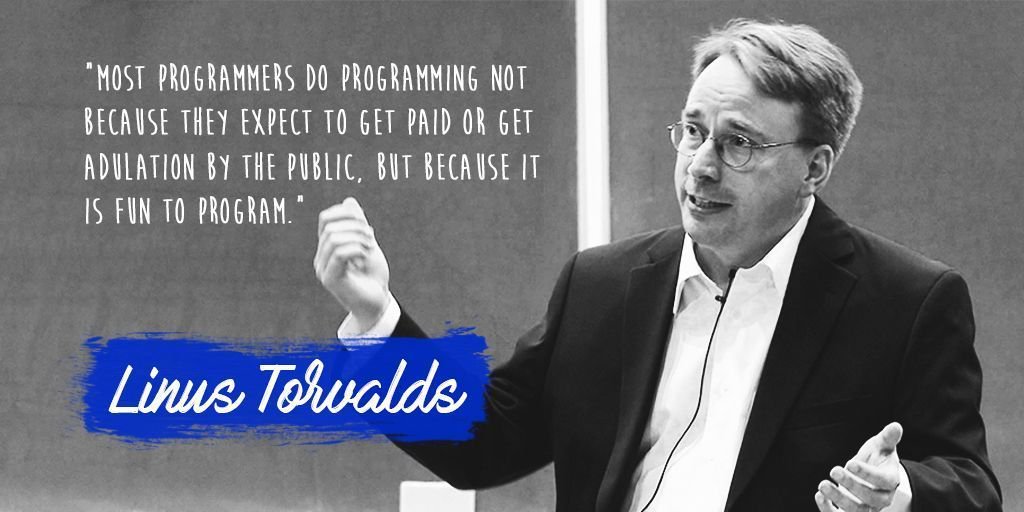 "MOST PROGRAMMERS DO PROGRAMMING NOT
BECAUSE THEY EXPECT TO GET PAID OR GET
ADULATION BY THE PUBLIC, BUT BECAUSE IT
IS FUN TO PROGRAM."
Linus Torvalds